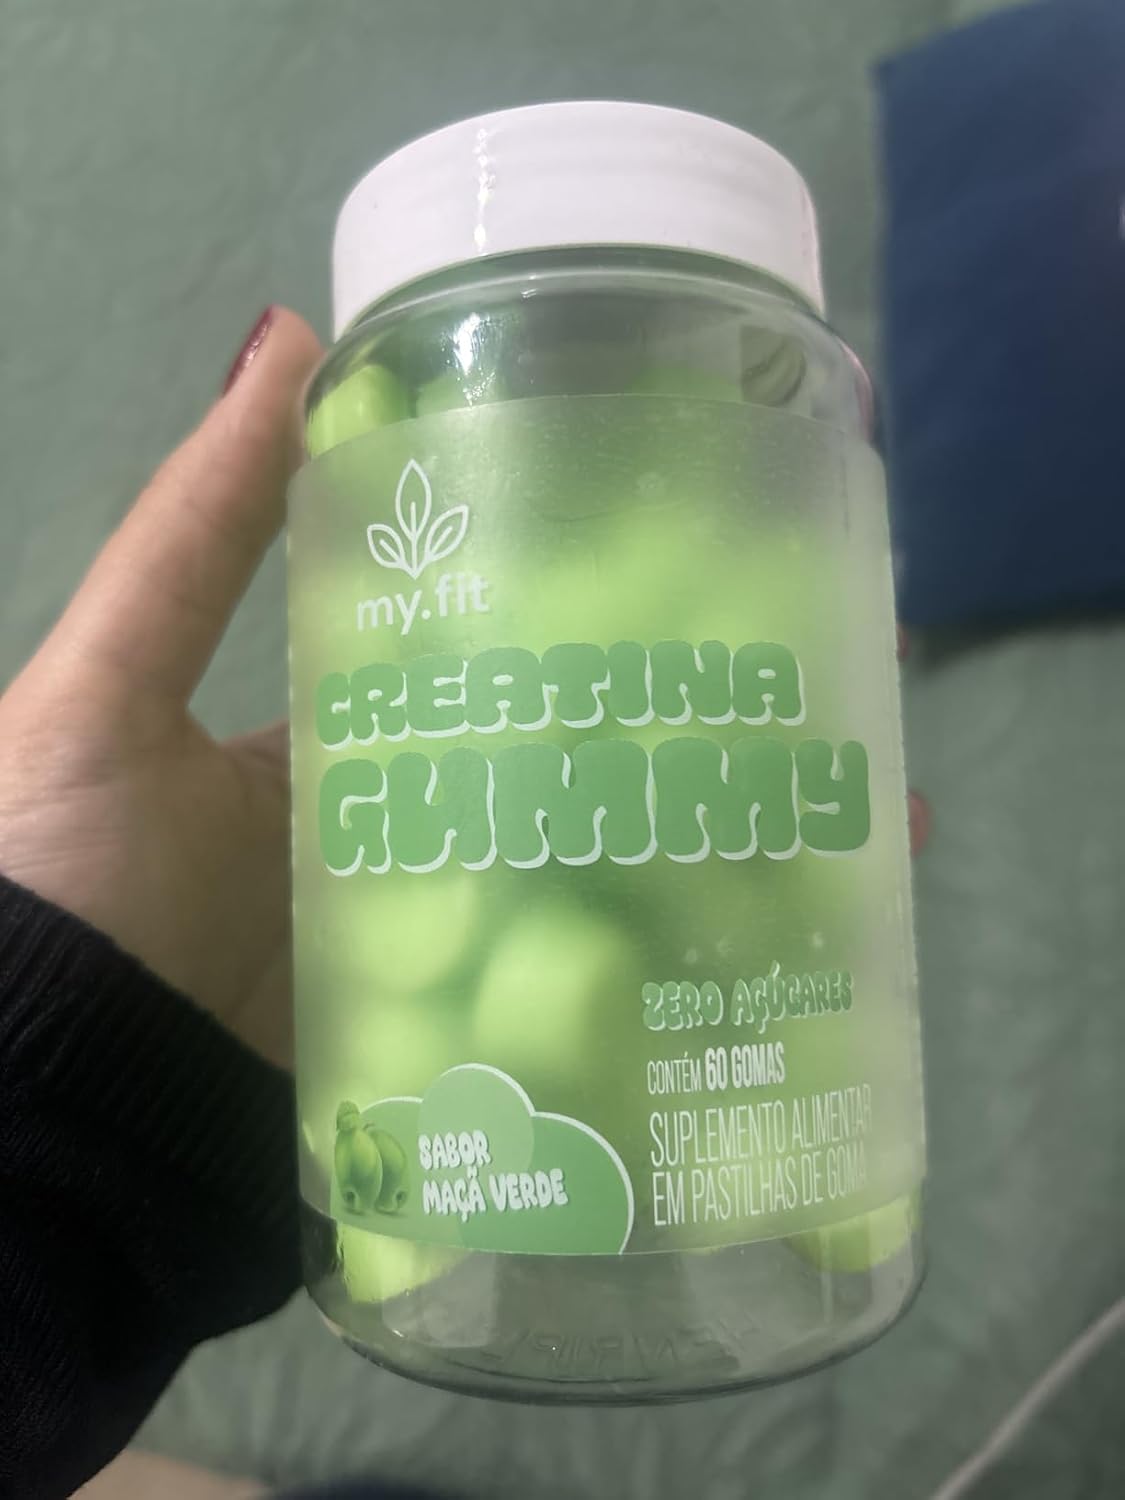 my.fit
CREATINA
GUMMY
ZERO AÇÚCARES
CONTÉM 60 GOMAS
SUPLEMENTO ALIMENTAR
EM PASTILHAS DE GOMA
SABOR
MAÇÃ VERDE